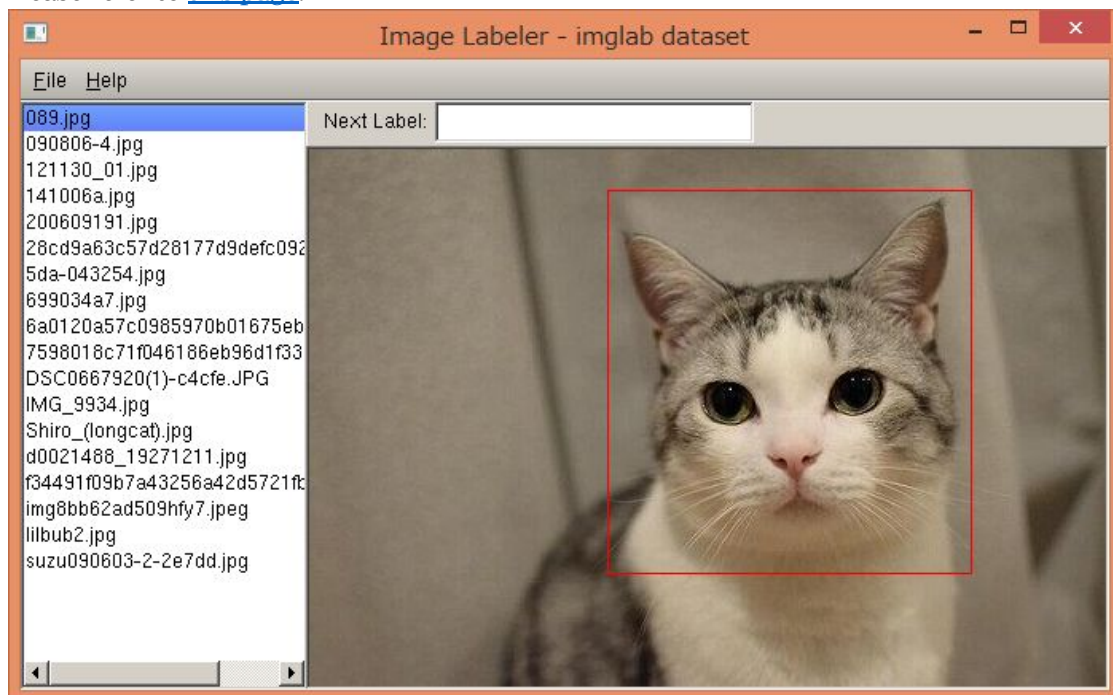 Image Labeler - imglab dataset
File Help
Next Label:
089.jpg
090806-4.jpg
121130_01.jpg
141006a.jpg
200609191.jpg
28cd9a63c57d28177d9defc092
5da-043254.jpg
699034a7.jpg
6a0120a57c0985970b01675eb
7598018c71f046186eb96d1f33
DSC0667920(1)-c4cfe.JPG
IMG_9934.jpg
Shiro_(longcat).jpg
d0021488_19271211.jpg
f34491f09b7a43256a42d5721fb
img8bb62ad509hfy7.jpeg
lilbub2.jpg
suzu090603-2-2e7dd.jpg